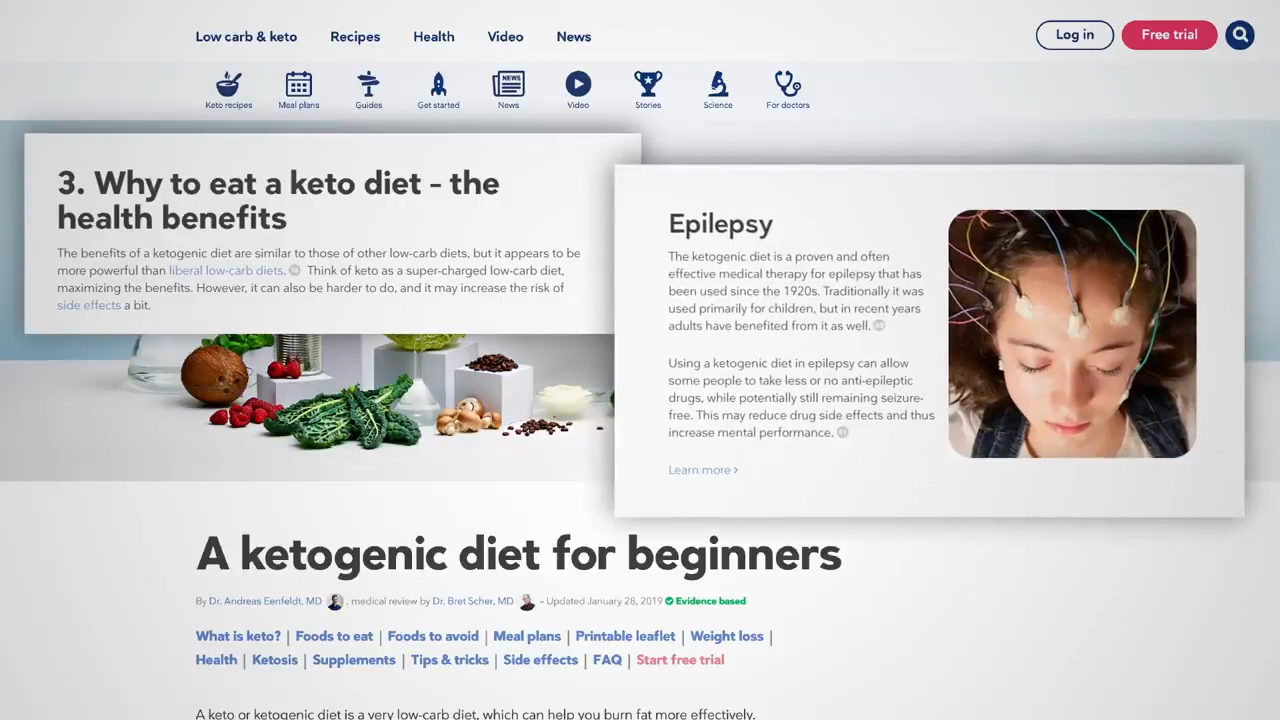 Low carb & keto Recipes Health Video News Log in Free trial
Keto recipes Meal plans Guides Get started NEWS News Video Stories Science For doctors
3. Why to eat a keto diet – the
health benefits
The benefits of a ketogenic diet are similar to those of other low-carb diets, but it appears to be
more powerful than liberal low-carb diets. Think of keto as a super-charged low-carb diet,
maximizing the benefits. However, it can also be harder to do, and it may increase the risk of
side effects a bit.
Epilepsy
The ketogenic diet is a proven and often
effective medical therapy for epilepsy that has
been used since the 1920s. Traditionally it was
used primarily for children, but in recent years
adults have benefited from it as well.
Using a ketogenic diet in epilepsy can allow
some people to take less or no anti-epileptic
drugs, while potentially still remaining seizure-
free. This may reduce drug side effects and thus
increase mental performance.
Learn more >
A ketogenic diet for beginners
By Dr. Andreas Eenfeldt, MD , medical review by Dr. Bret Scher, MD – Updated January 28, 2019 Evidence based
What is keto? | Foods to eat | Foods to avoid | Meal plans | Printable leaflet | Weight loss |
Health | Ketosis | Supplements | Tips & tricks | Side effects | FAQ | Start free trial
A keto or ketogenic diet is a very low-carb diet, which can help you burn fat more effectively.